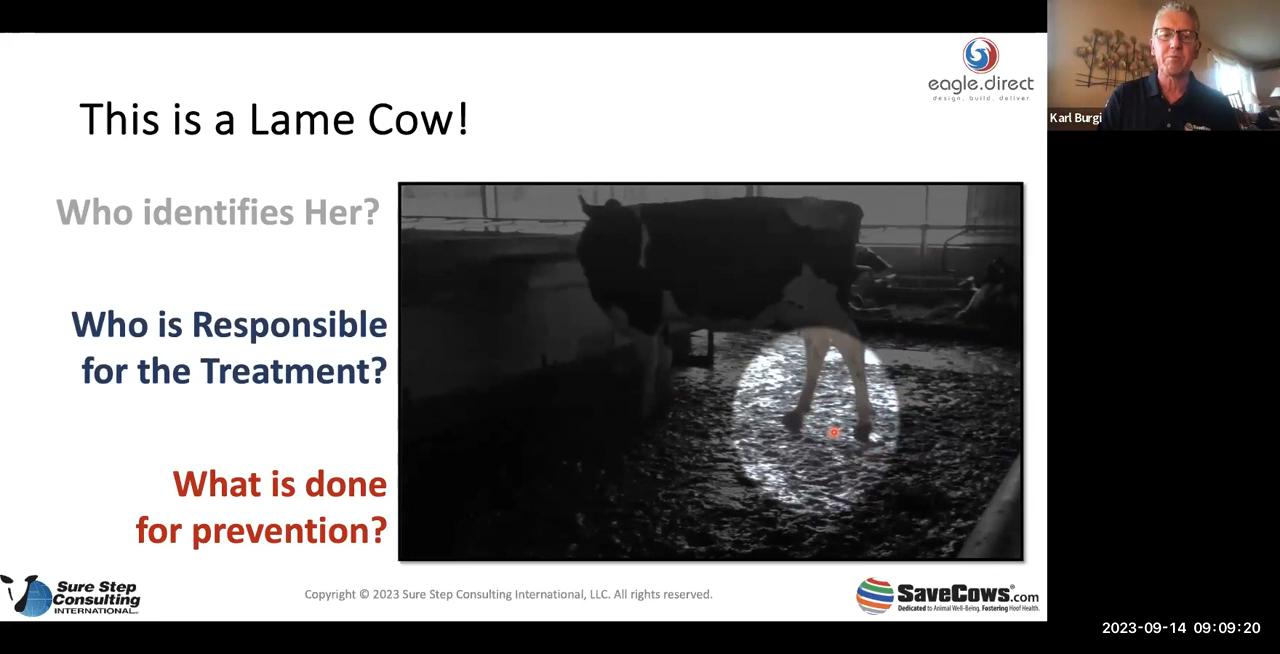 eagle.direct
design. build. deliver.
Karl Burgi
This is a Lame Cow!
Who identifies Her?
Who is Responsible
for the Treatment?
What is done
for prevention?
Sure Step
Consulting
INTERNATIONAL
Copyright © 2023 Sure Step Consulting International, LLC. All rights reserved.
SaveCows.com
Dedicated to Animal Well-Being. Fostering Hoof Health.
2023-09-14 09:09:20